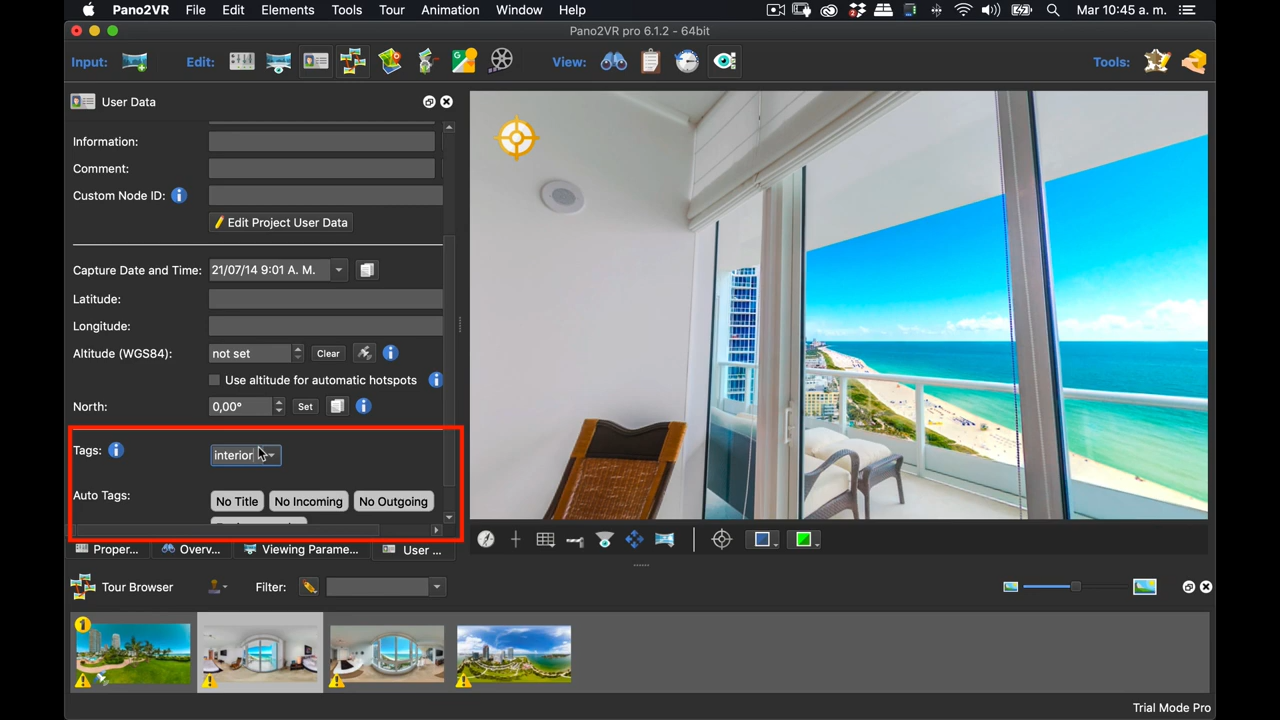 Pano2VR File Edit Elements Tools Tour Animation Window Help Mar 10:45 a. m.
Pano2VR pro 6.1.2 - 64bit
Input: Edit: View: Tools:
User Data
Information:
Comment:
Custom Node ID:
Edit Project User Data
Capture Date and Time: 21/07/14 9:01 A. M.
Latitude:
Longitude:
Altitude (WGS84): not set Clear
Use altitude for automatic hotspots
North: 0,00° Set
Tags: interior
Auto Tags: No Title No Incoming No Outgoing
Proper... Overv... Viewing Parame... User ...
Tour Browser Filter:
1
Trial Mode Pro